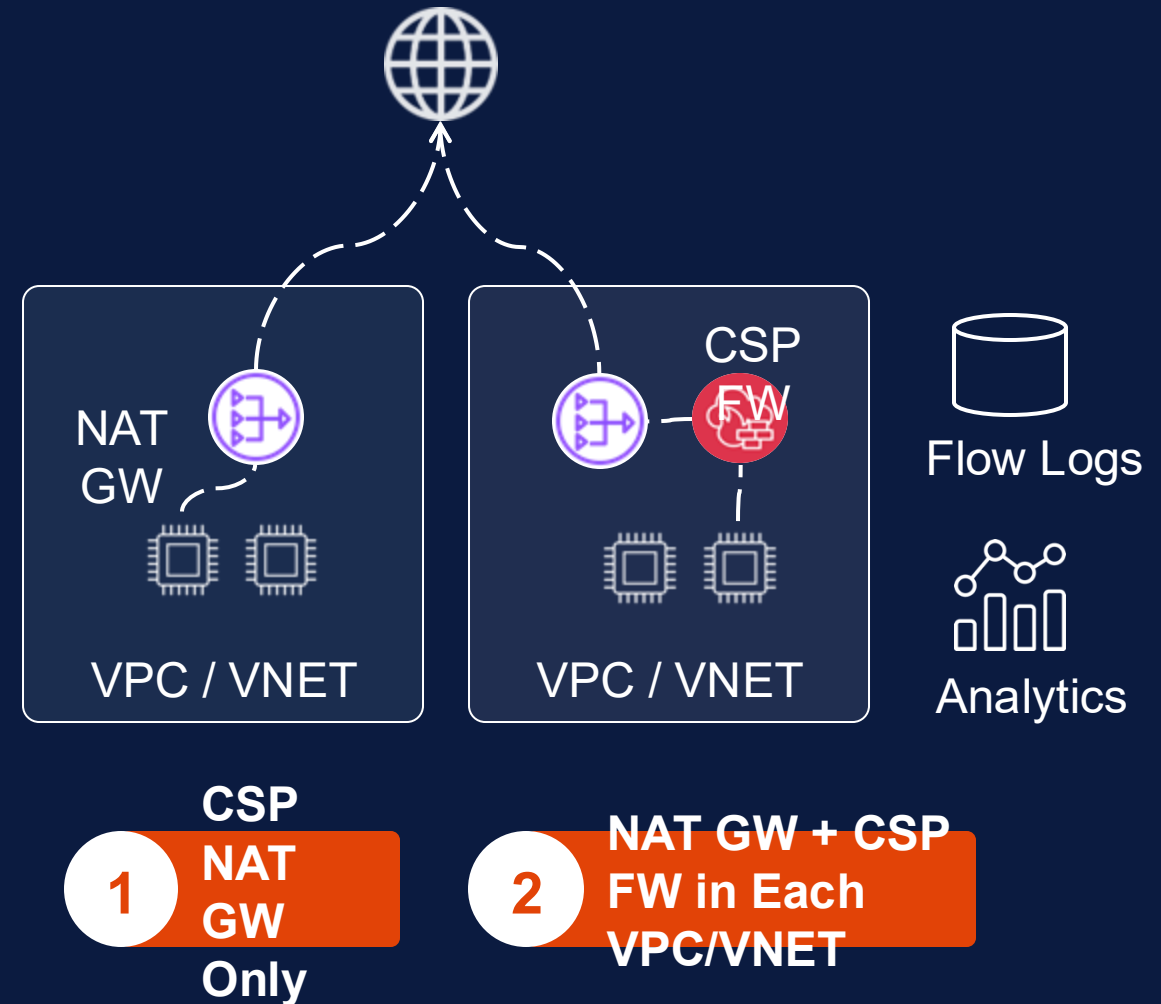 CSP
FW
NAT
GW
Flow Logs
VPC / VNET
VPC / VNET
Analytics
1
CSP
NAT
GW
Only
2
NAT GW + CSP
FW in Each
VPC/VNET